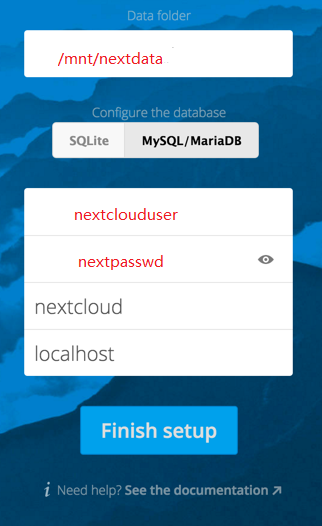 Data folder
/mnt/nextdata
Configure the database
SQLite MySQL/MariaDB
nextclouduser
nextpasswd
nextcloud
localhost
Finish setup
i Need help? See the documentation ↗